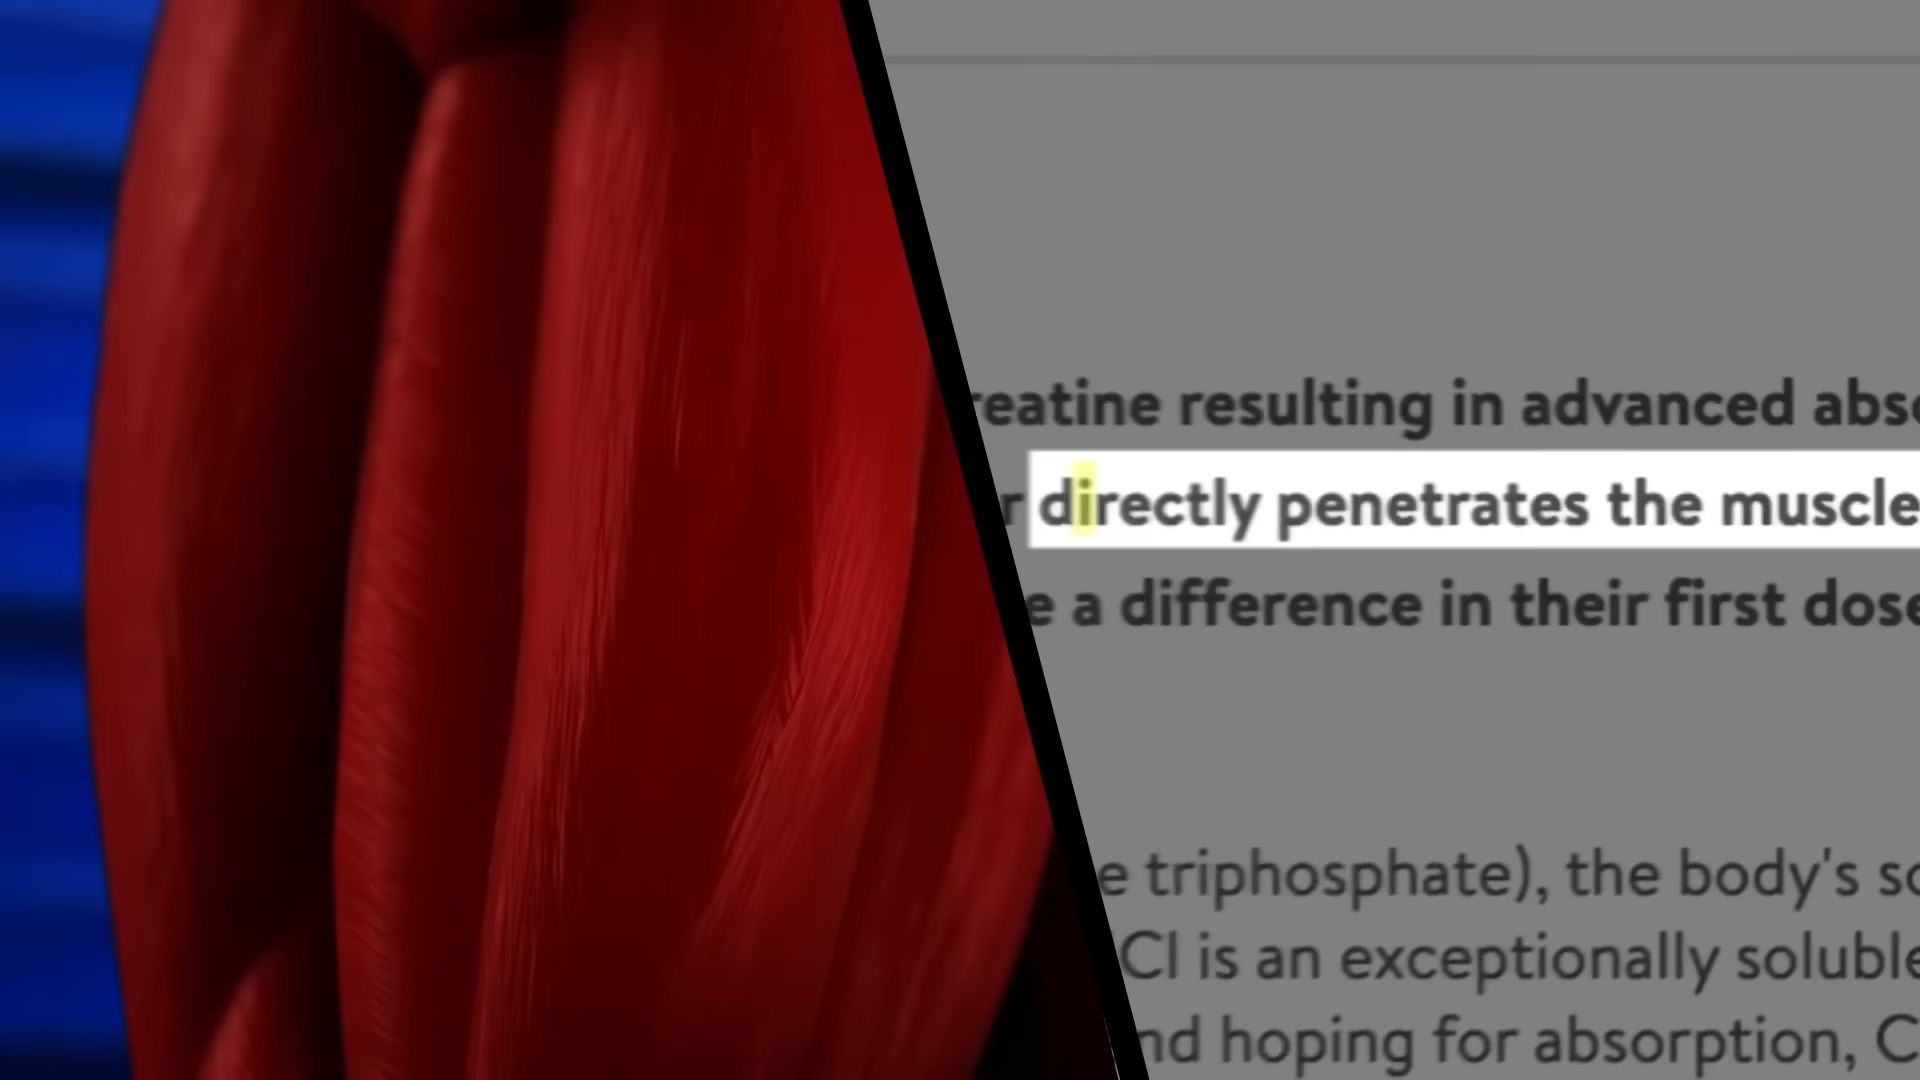 reatine resulting in advanced abs
r directly penetrates the muscle
e a difference in their first dose
e triphosphate), the body's so
Cl is an exceptionally soluble
nd hoping for absorption, C